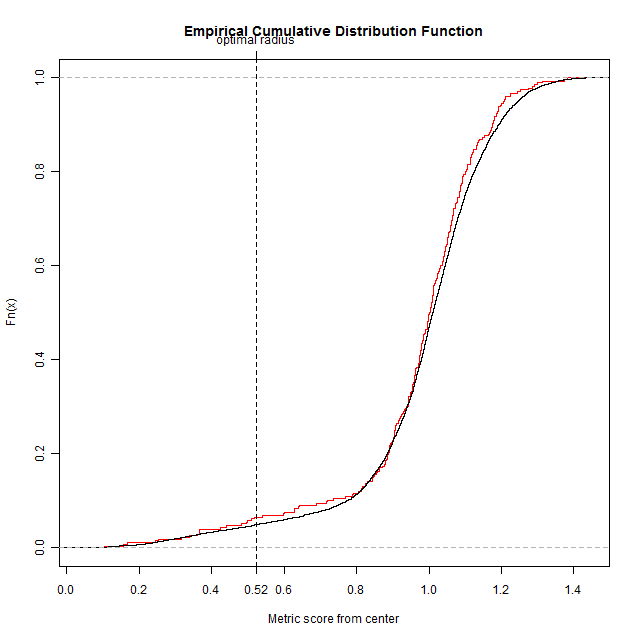 Empirical Cumulative Distribution Function
optimal radius
1.0
0.8
0.6
0.4
0.2
0.0
Fn(x)
0.0 0.2 0.4 0.52 0.6 0.8 1.0 1.2 1.4
Metric score from center